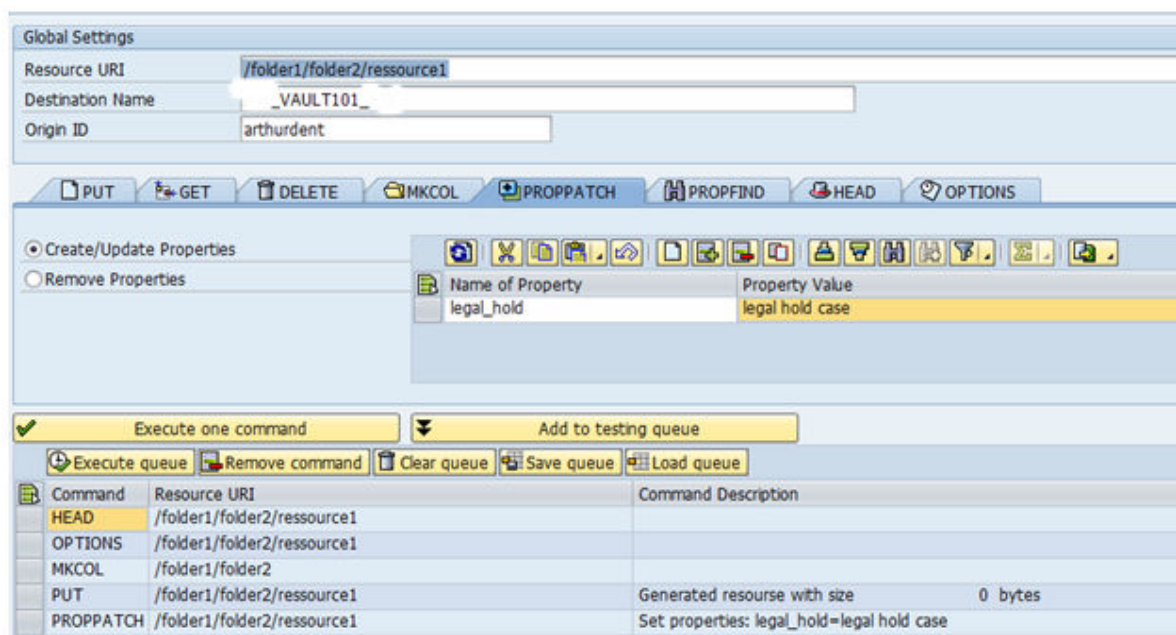 Global Settings
Resource URI /folder1/folder2/ressource1
Destination Name _VAULT101_
Origin ID arthurdent
PUT GET DELETE MKCOL PROPPATCH PROPFIND HEAD OPTIONS
Create/Update Properties
Remove Properties
Name of Property Property Value
legal_hold legal hold case
Execute one command Add to testing queue
Execute queue Remove command Clear queue Save queue Load queue
Command Resource URI Command Description
HEAD /folder1/folder2/ressource1
OPTIONS /folder1/folder2/ressource1
MKCOL /folder1/folder2
PUT /folder1/folder2/ressource1 Generated resourse with size 0 bytes
PROPPATCH /folder1/folder2/ressource1 Set properties: legal_hold=legal hold case